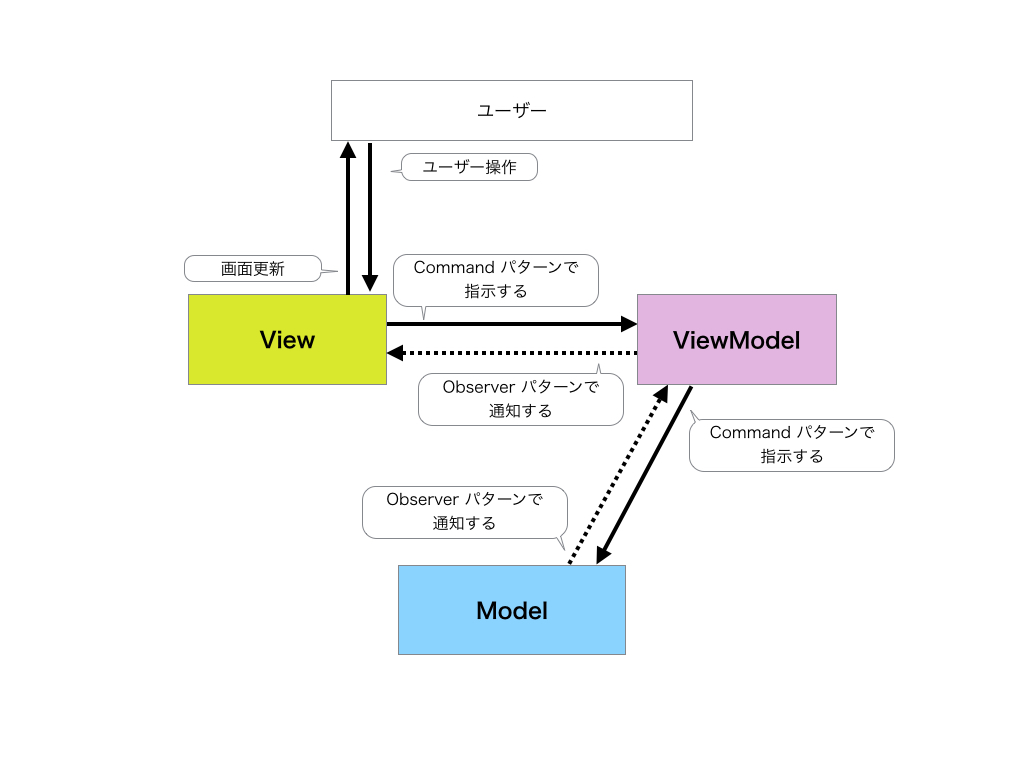 ユーザー
ユーザー操作
画面更新
Command パターンで
指示する
View
ViewModel
Observer パターンで
通知する
Command パターンで
指示する
Observer パターンで
通知する
Model